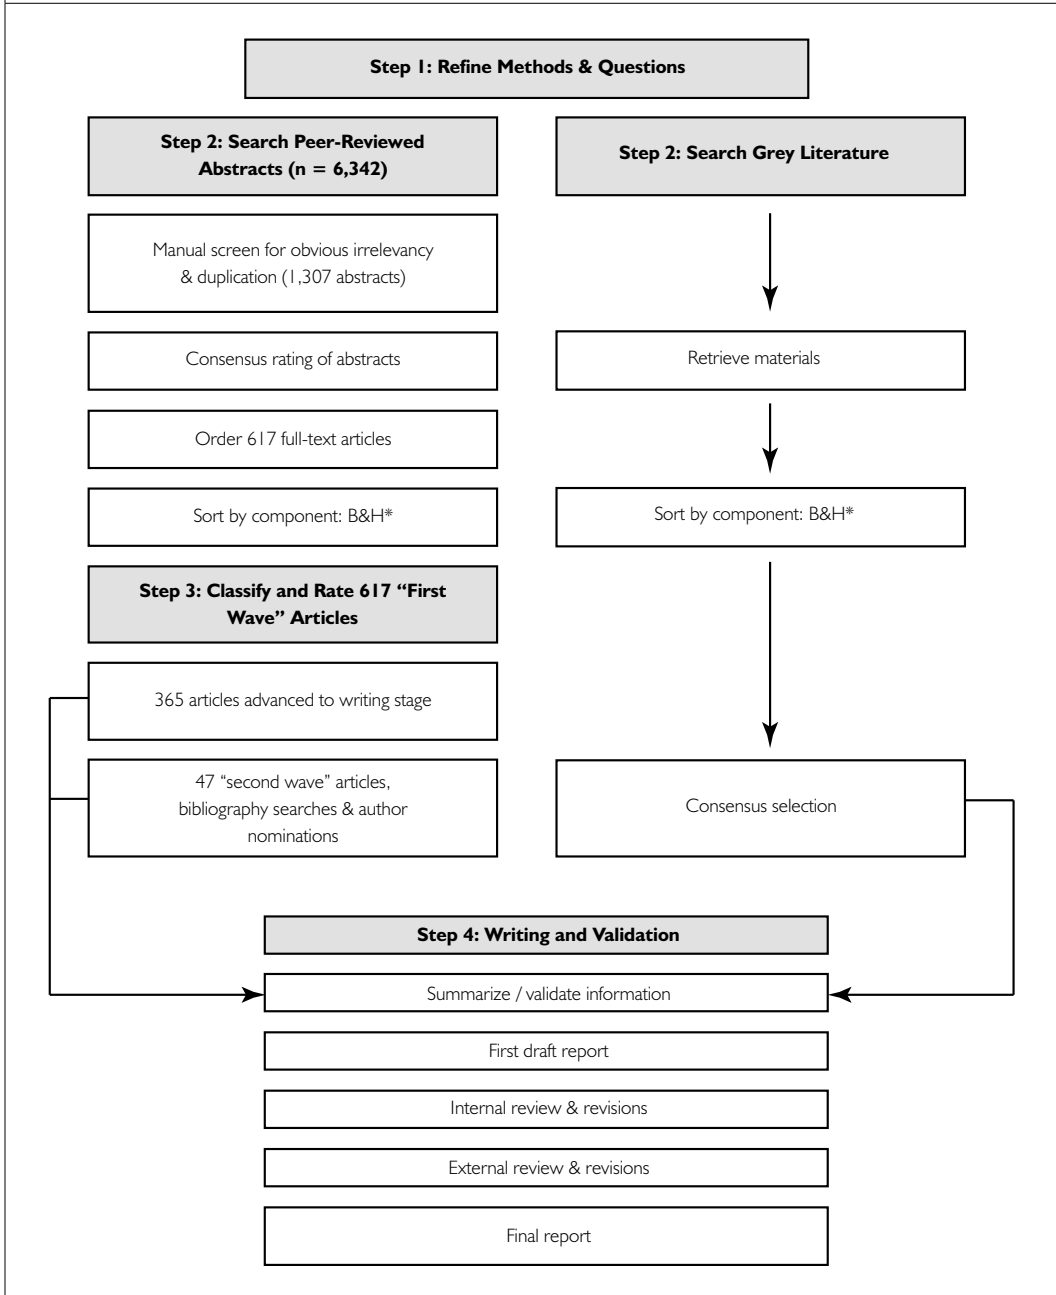 Step 1: Refine Methods & Questions
Step 2: Search Peer-Reviewed
Abstracts (n = 6,342)
Manual screen for obvious irrelevancy
& duplication (1,307 abstracts)
Consensus rating of abstracts
Order 617 full-text articles
Sort by component: B&H*
Step 3: Classify and Rate 617 “First
Wave” Articles
365 articles advanced to writing stage
47 “second wave” articles,
bibliography searches & author
nominations
Step 2: Search Grey Literature
Retrieve materials
Sort by component: B&H*
Consensus selection
Step 4: Writing and Validation
Summarize / validate information
First draft report
Internal review & revisions
External review & revisions
Final report